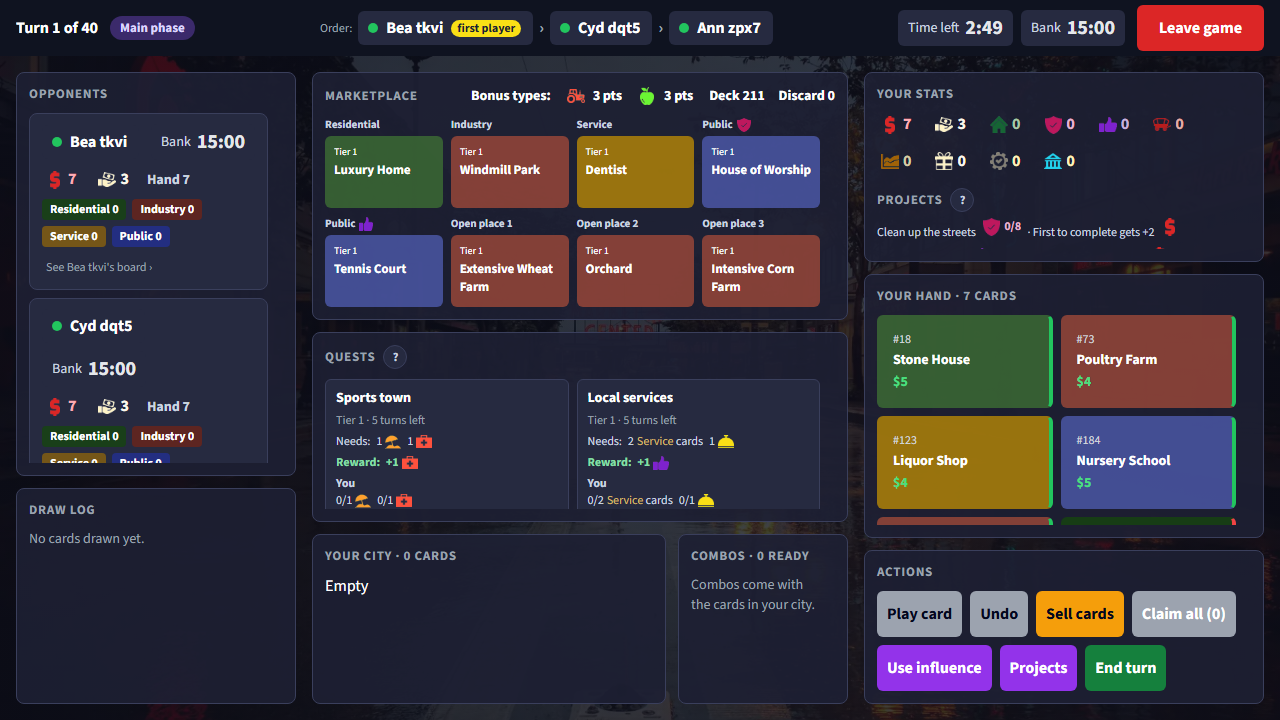 Turn 1 of 40 Main phase Order: Bea tkvi first player › Cyd dqt5 › Ann zpx7 Time left 2:49 Bank 15:00 Leave game
OPPONENTS
Bea tkvi Bank 15:00
7 3 Hand 7
Residential 0 Industry 0
Service 0 Public 0
See Bea tkvi's board ›
Cyd dqt5
Bank 15:00
7 3 Hand 7
Residential 0 Industry 0
Service 0 Public 0
DRAW LOG
No cards drawn yet.
MARKETPLACE Bonus types: 3 pts 3 pts Deck 211 Discard 0
Residential Industry Service Public
Tier 1 Tier 1 Tier 1 Tier 1
Luxury Home Windmill Park Dentist House of Worship
Public Open place 1 Open place 2 Open place 3
Tier 1 Tier 1 Tier 1 Tier 1
Tennis Court Extensive Wheat Farm Orchard Intensive Corn Farm
QUESTS ?
Sports town
Tier 1 · 5 turns left
Needs: 1 1
Reward: +1
You
0/1 0/1
Local services
Tier 1 · 5 turns left
Needs: 2 Service cards 1
Reward: +1
You
0/2 Service cards 0/1
YOUR CITY · 0 CARDS
Empty
COMBOS · 0 READY
Combos come with
the cards in your city.
YOUR STATS
$ 7 3 0 0 0 0
0 0 0 0
PROJECTS ?
Clean up the streets 0/8 · First to complete gets +2 $
YOUR HAND · 7 CARDS
#18
Stone House
$5
#73
Poultry Farm
$4
#123
Liquor Shop
$4
#184
Nursery School
$5
ACTIONS
Play card Undo Sell cards Claim all (0)
Use influence Projects End turn